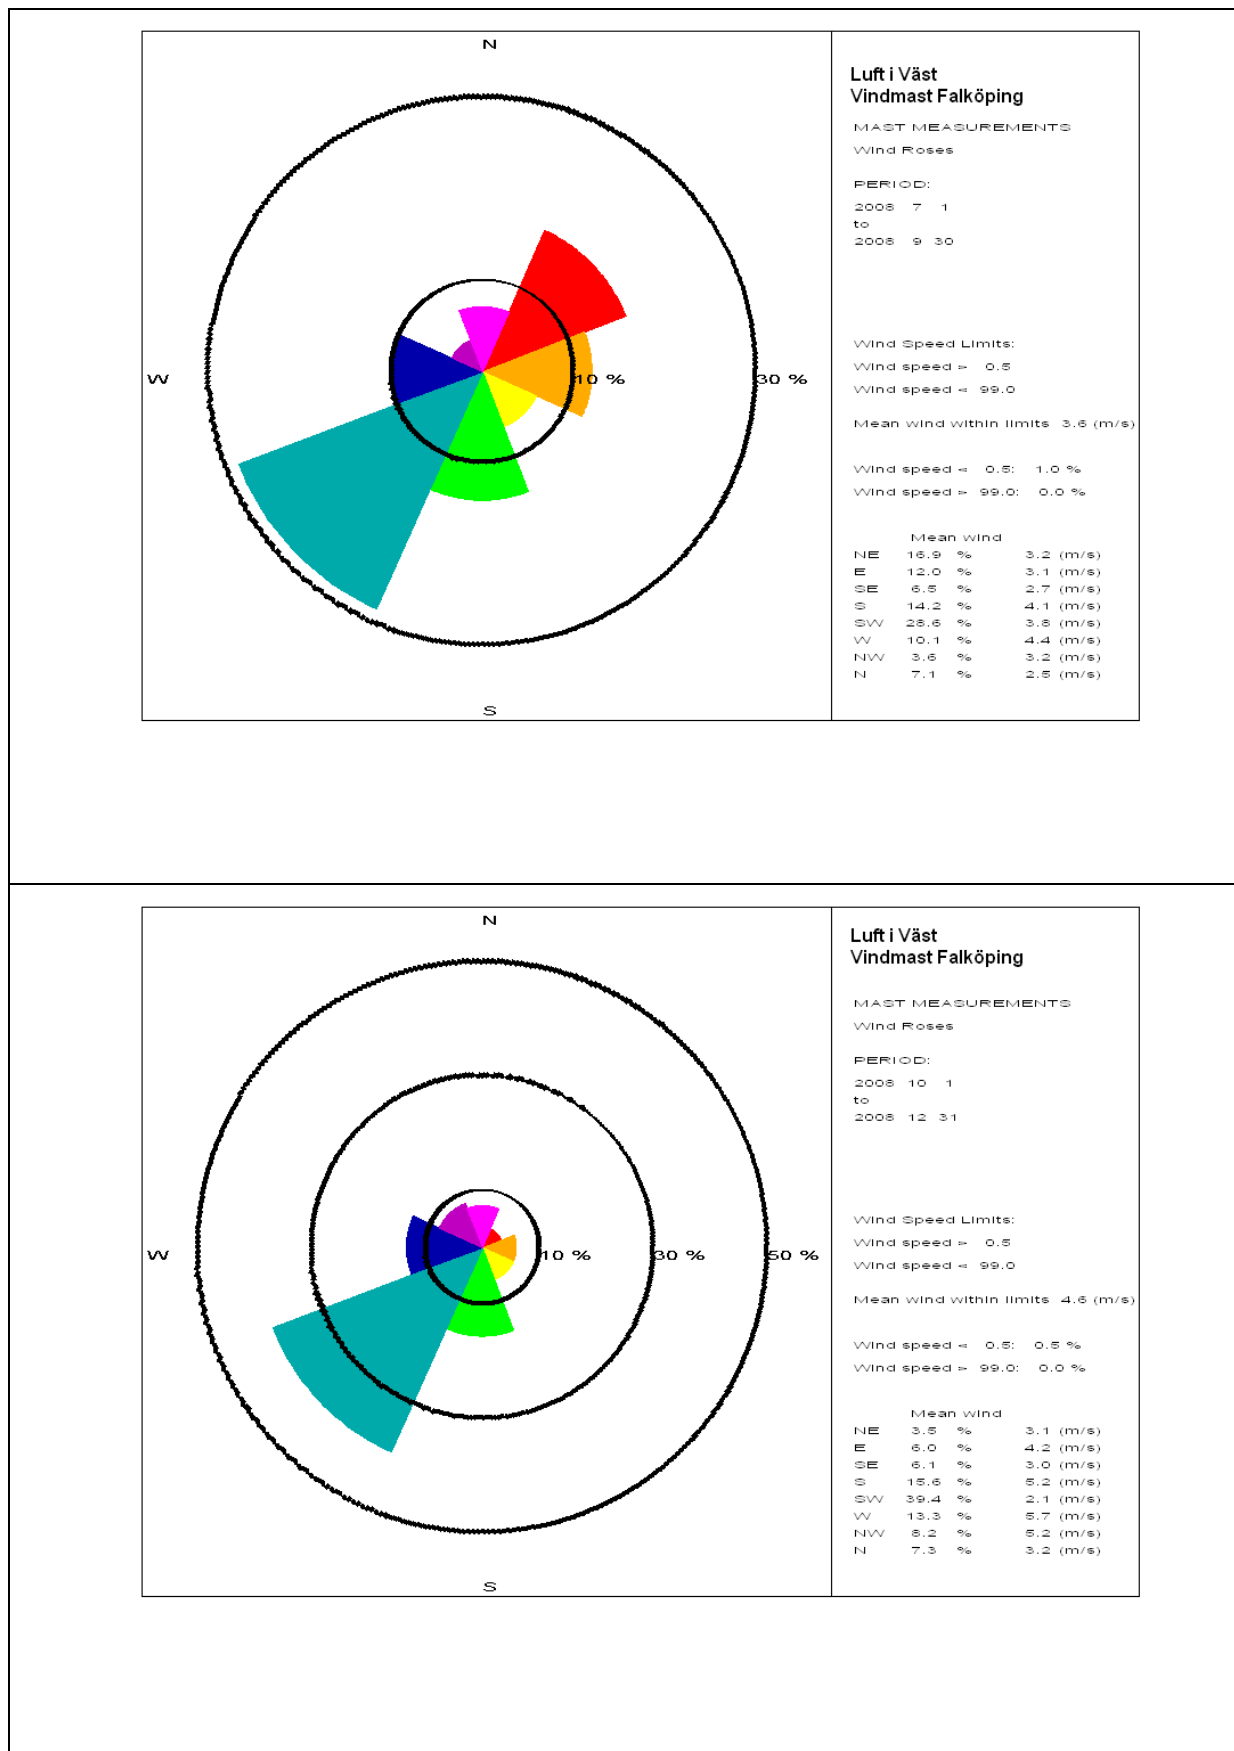 N
W
10 %
30 %
S
Luft i Väst
Vindmast Falköping
MAST MEASUREMENTS
Wind Roses
PERIOD:
2008 7 1
to
2008 9 30
Wind Speed Limits:
Wind speed > 0.5
Wind speed < 99.0
Mean wind within limits 3.6 (m/s)
Wind speed < 0.5: 1.0 %
Wind speed > 99.0: 0.0 %
Mean wind
NE 16.9 % 3.2 (m/s)
E 12.0 % 3.1 (m/s)
SE 6.5 % 2.7 (m/s)
S 14.2 % 4.1 (m/s)
SW 28.6 % 3.8 (m/s)
W 10.1 % 4.4 (m/s)
NW 3.6 % 3.2 (m/s)
N 7.1 % 2.5 (m/s)
N
W
10 %
30 %
50 %
S
Luft i Väst
Vindmast Falköping
MAST MEASUREMENTS
Wind Roses
PERIOD:
2008 10 1
to
2008 12 31
Wind Speed Limits:
Wind speed > 0.5
Wind speed < 99.0
Mean wind within limits 4.6 (m/s)
Wind speed < 0.5: 0.5 %
Wind speed > 99.0: 0.0 %
Mean wind
NE 3.5 % 3.1 (m/s)
E 6.0 % 4.2 (m/s)
SE 6.1 % 3.0 (m/s)
S 15.6 % 5.2 (m/s)
SW 39.4 % 2.1 (m/s)
W 13.3 % 5.7 (m/s)
NW 8.2 % 5.2 (m/s)
N 7.3 % 3.2 (m/s)